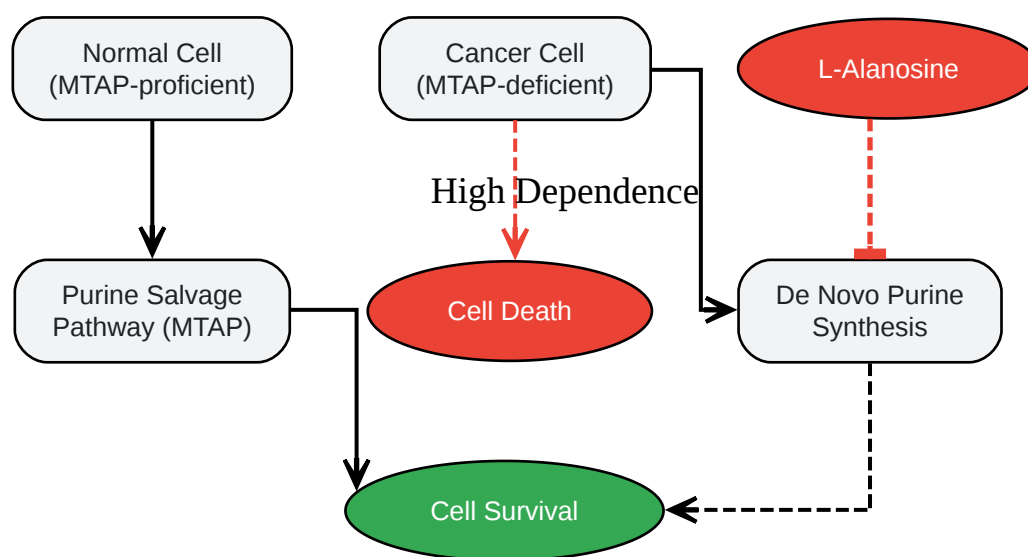 Normal Cell
(MTAP-proficient)
Cancer Cell
(MTAP-deficient)
L-Alanosine
High Dependence
Purine Salvage
Pathway (MTAP)
Cell Death
De Novo Purine
Synthesis
Cell Survival